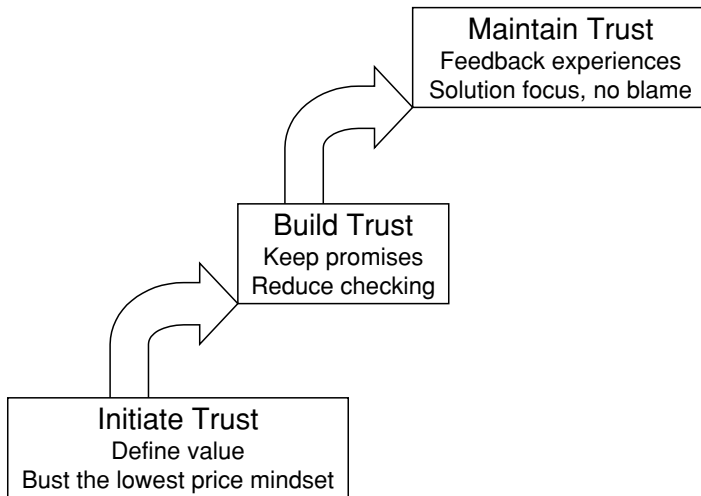 Maintain Trust
Feedback experiences
Solution focus, no blame
Build Trust
Keep promises
Reduce checking
Initiate Trust
Define value
Bust the lowest price mindset